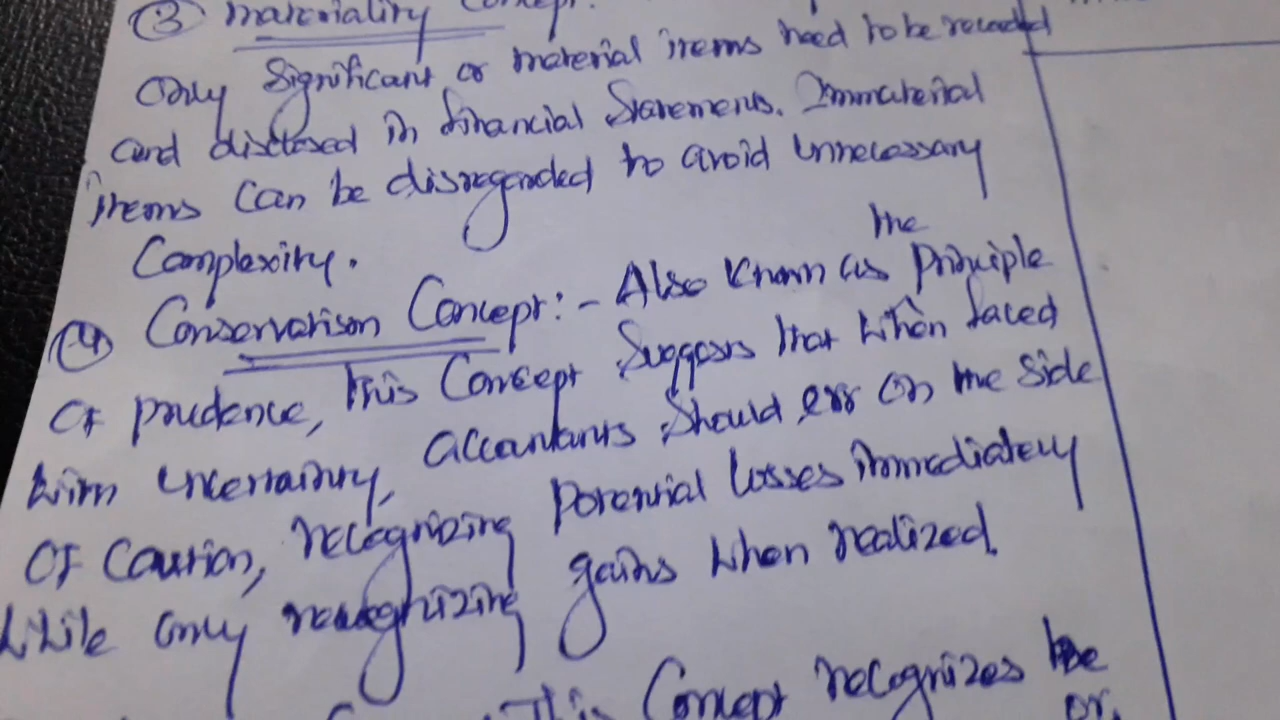 ③ Materiality Concept:
Only significant or material items need to be recorded
and disclosed in financial statements. Immaterial
items can be disregarded to avoid unnecessary
Complexity.
④ Conservatism Concept:- Also known as the principle
of prudence, this concept suggests that when faced
with uncertainty, accountants should err on the side
of caution, recognizing potential losses immediately
while only recognizing gains when realized.
This Concept recognizes the
or